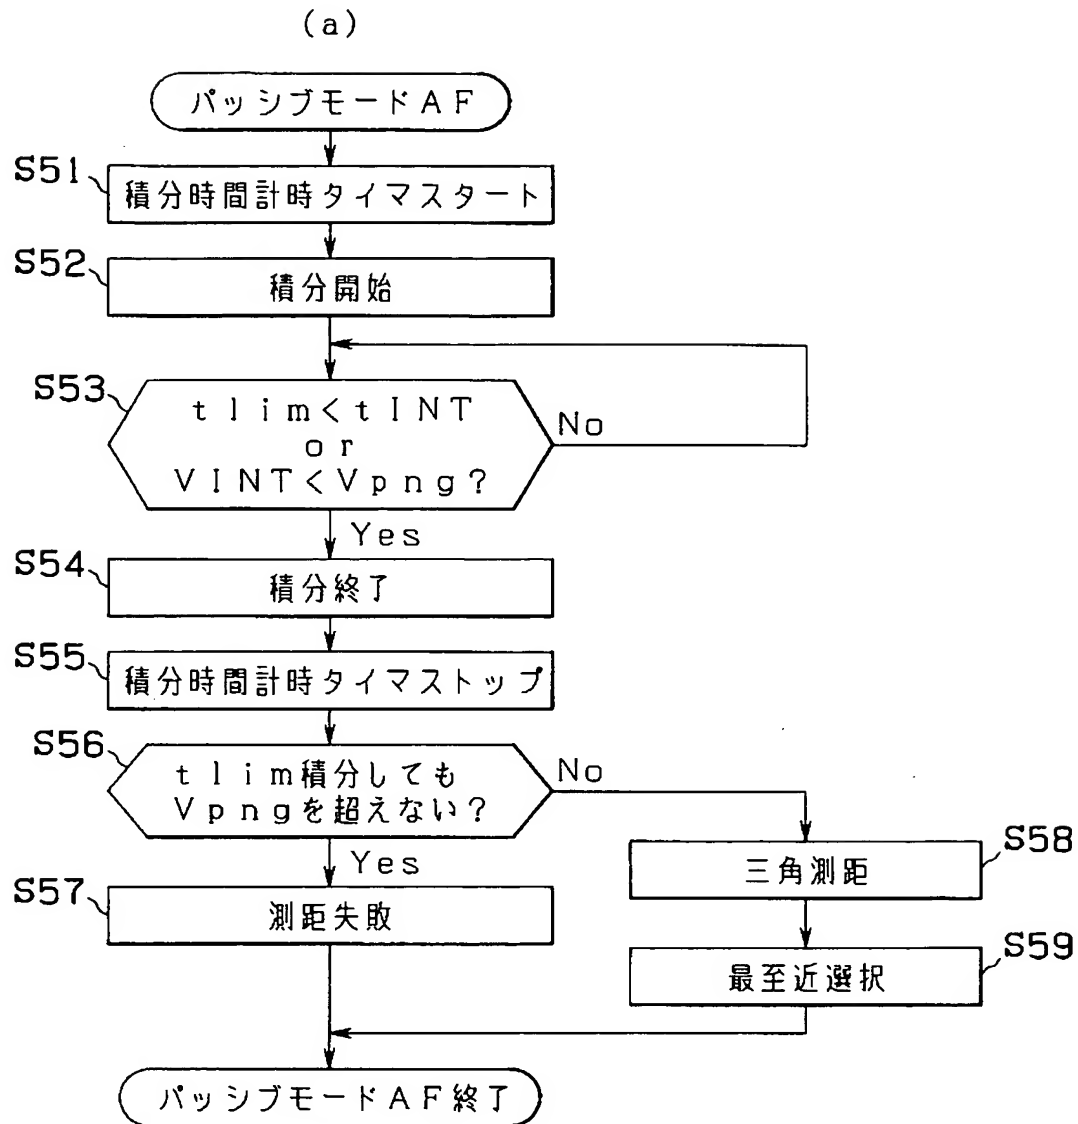 (a)
パッシブモードAF
S51
積分時間計時タイマスタート
S52
積分開始
S53
tlim<tINT
or
VINT<Vpng?
No
Yes
S54
積分終了
S55
積分時間計時タイマストップ
S56
tlim積分しても
Vpngを超えない?
No
Yes
S57
測距失敗
S58
三角測距
S59
最至近選択
パッシブモードAF終了